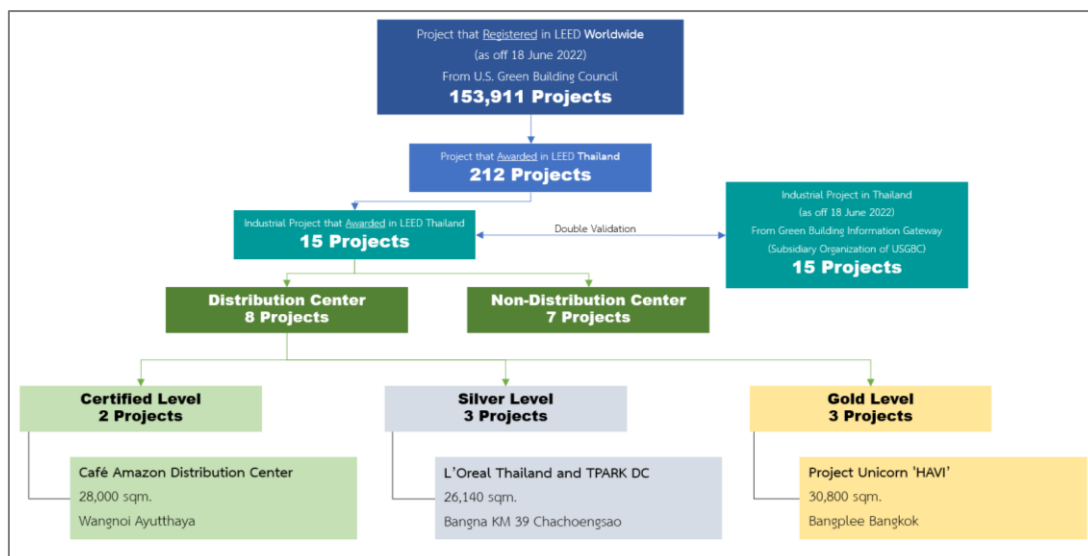 Project that Registered in LEED Worldwide
(as off 18 June 2022)
From U.S. Green Building Council
153,911 Projects
Project that Awarded in LEED Thailand
212 Projects
Industrial Project that Awarded in LEED Thailand
15 Projects
Double Validation
Industrial Project in Thailand
(as off 18 June 2022)
From Green Building Information Gateway
(Subsidiary Organization of USGBC)
15 Projects
Distribution Center
8 Projects
Non-Distribution Center
7 Projects
Certified Level
2 Projects
Silver Level
3 Projects
Gold Level
3 Projects
Café Amazon Distribution Center
28,000 sqm.
Wangnoi Ayutthaya
L'Oreal Thailand and TPARK DC
26,140 sqm.
Bangna KM 39 Chachoengsao
Project Unicorn 'HAVI'
30,800 sqm.
Bangplee Bangkok